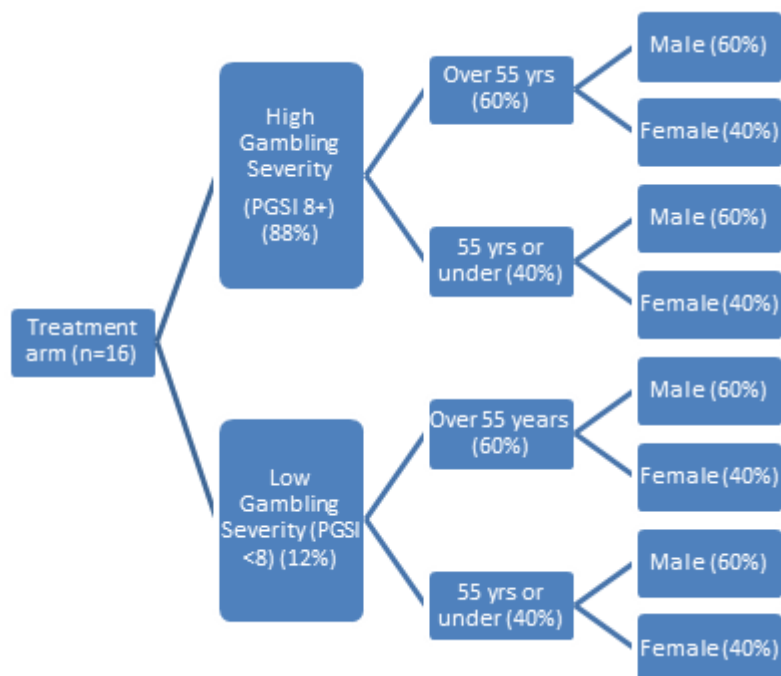 Treatment
arm (n=16)
High
Gambling
Severity
(PGSI 8+)
(88%)
Over 55 yrs
(60%)
Male (60%)
Female (40%)
55 yrs or
under (40%)
Male (60%)
Female (40%)
Low
Gambling
Severity (PGSI
<8) (12%)
Over 55 years
(60%)
Male (60%)
Female (40%)
55 yrs or
under (40%)
Male (60%)
Female (40%)